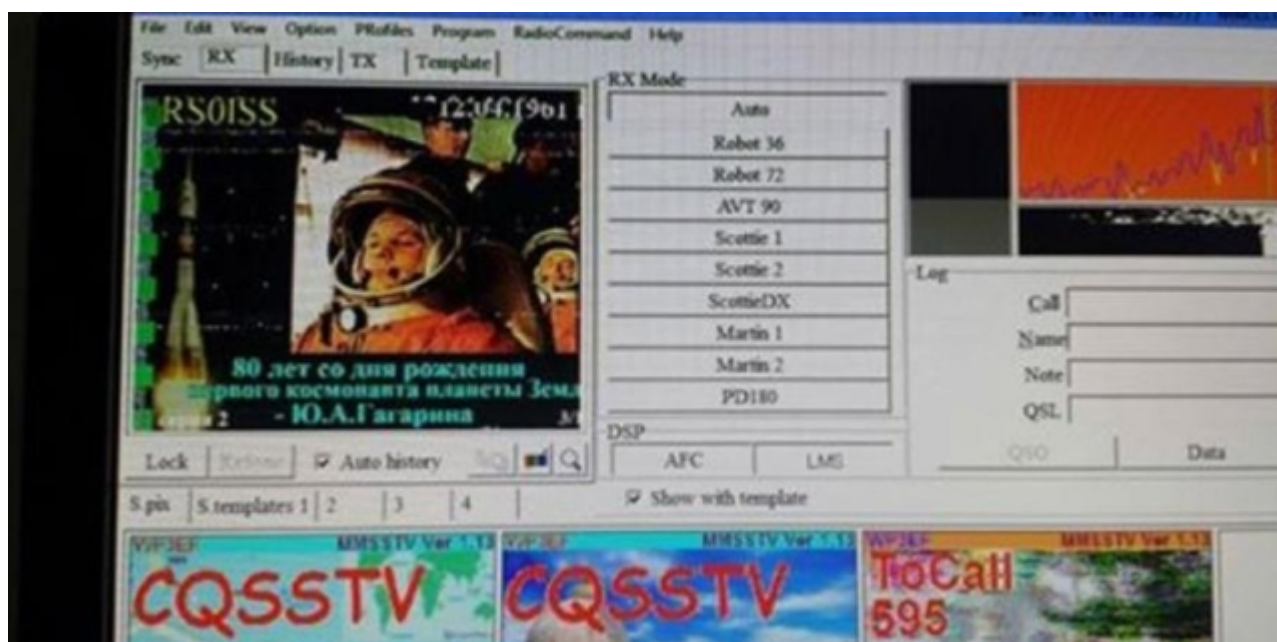 File Edit View Option PRofiles Program RadioCommand Help
Sync RX History TX Template
RS0ISS 12.04.1961
80 лет со дня рождения
первого космонавта планеты Земл
- Ю.А.Гагарина
Lock Auto history
RX Mode
Auto
Robot 36
Robot 72
AVT 90
Scottie 1
Scottie 2
ScottieDX
Martin 1
Martin 2
PD180
DSP
AFC LMS
Log
Call
Name
Note
QSL
QSO Data
S.pix S.templates 1 2 3 4
Show with template
MMSSTV Ver 1.13
CQSSTV
MMSSTV Ver 1.13
CQSSTV
MMSSTV Ver 1.13
ToCall
595